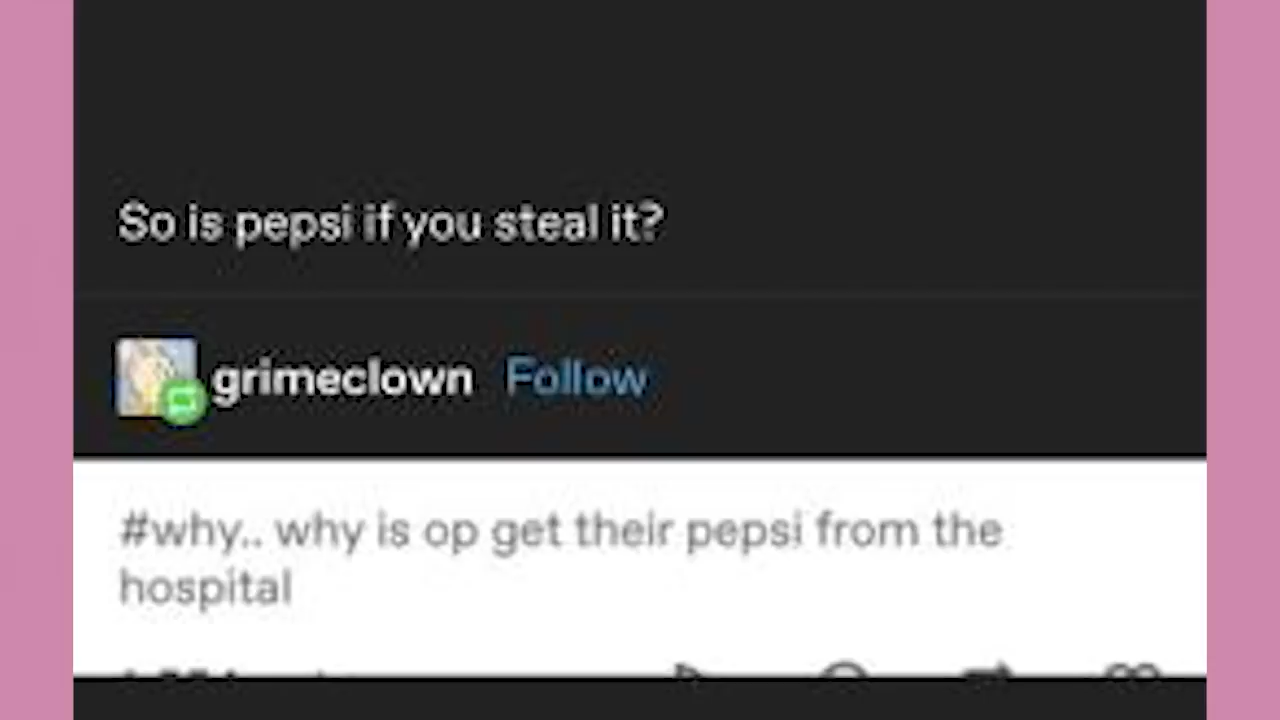 So is pepsi if you steal it?
grimeclown Follow
#why.. why is op get their pepsi from the
hospital